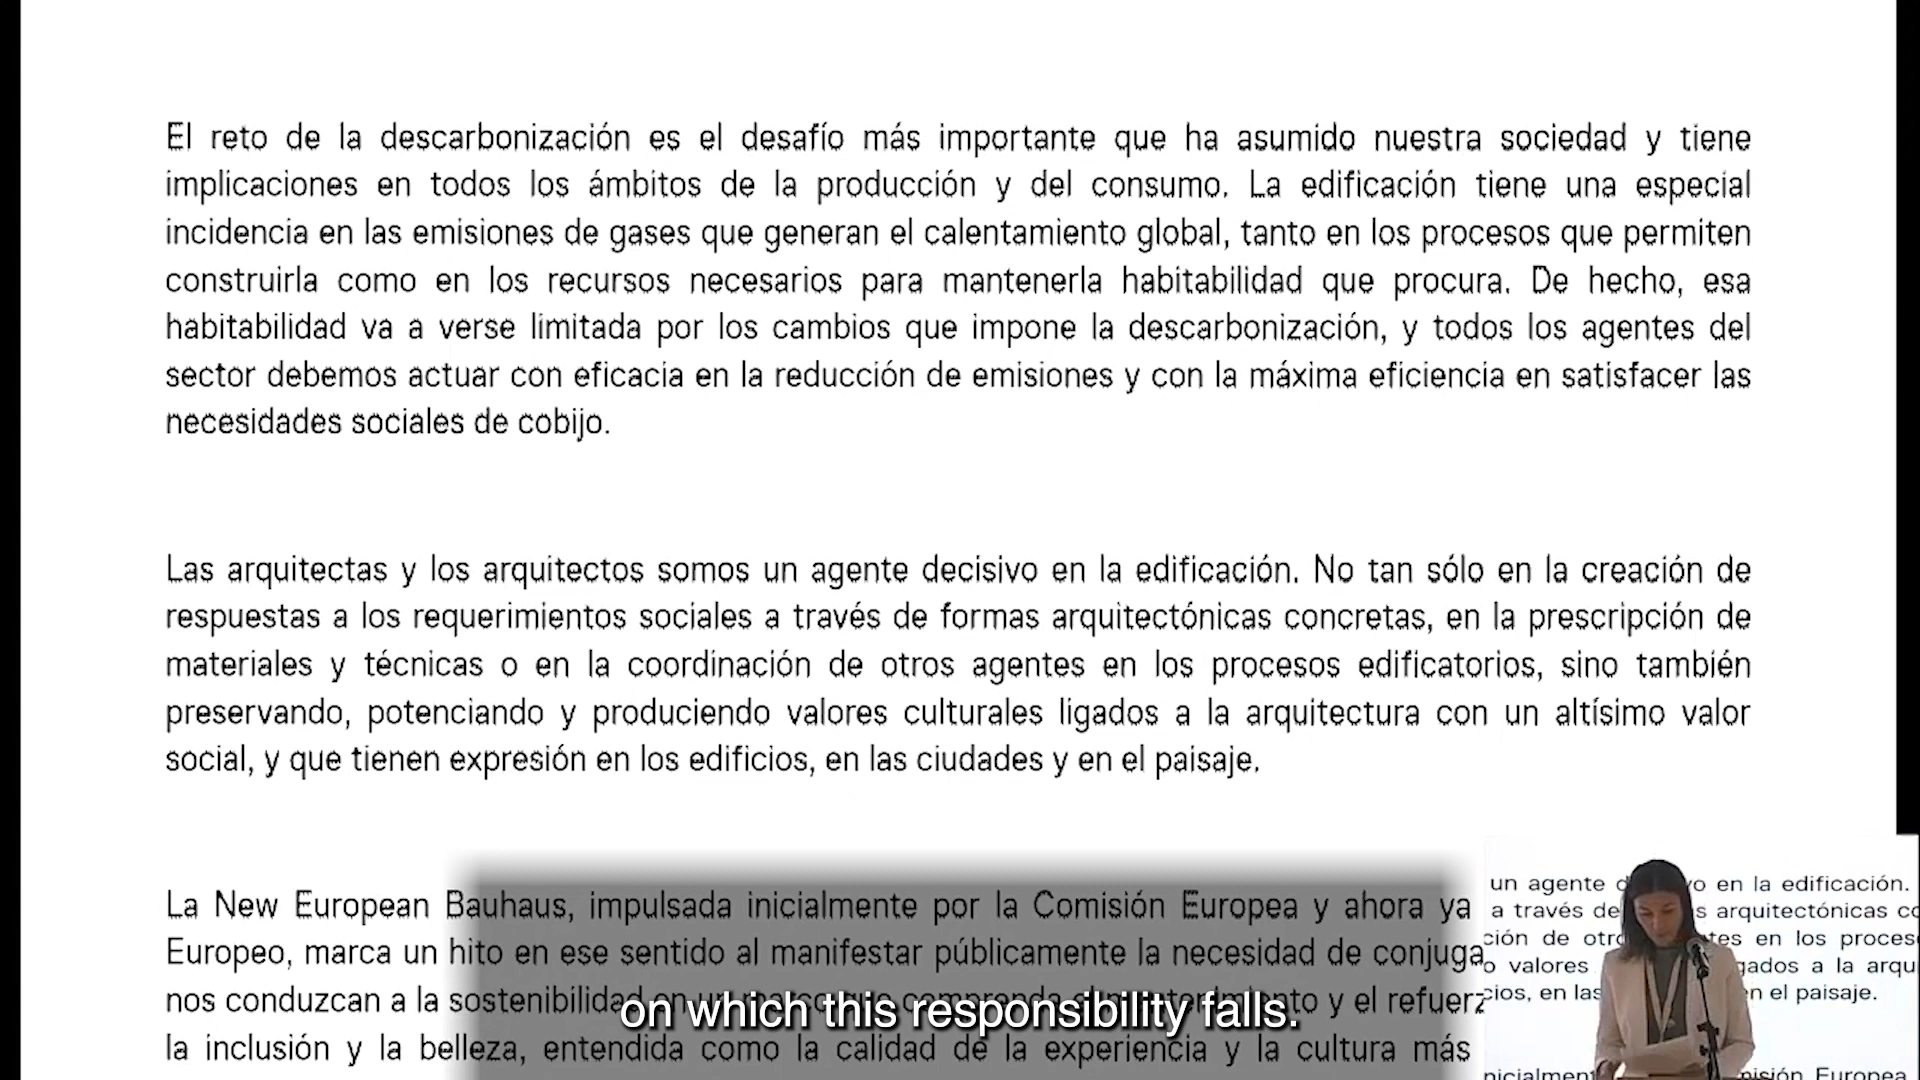 El reto de la descarbonización es el desafío más importante que ha asumido nuestra sociedad y tiene
implicaciones en todos los ámbitos de la producción y del consumo. La edificación tiene una especial
incidencia en las emisiones de gases que generan el calentamiento global, tanto en los procesos que permiten
construirla como en los recursos necesarios para mantenerla habitabilidad que procura. De hecho, esa
habitabilidad va a verse limitada por los cambios que impone la descarbonización, y todos los agentes del
sector debemos actuar con eficacia en la reducción de emisiones y con la máxima eficiencia en satisfacer las
necesidades sociales de cobijo.
Las arquitectas y los arquitectos somos un agente decisivo en la edificación. No tan sólo en la creación de
respuestas a los requerimientos sociales a través de formas arquitectónicas concretas, en la prescripción de
materiales y técnicas o en la coordinación de otros agentes en los procesos edificatorios, sino también
preservando, potenciando y produciendo valores culturales ligados a la arquitectura con un altísimo valor
social, y que tienen expresión en los edificios, en las ciudades y en el paisaje.
La New European Bauhaus, impulsada inicialmente por la Comisión Europea y ahora ya
Europeo, marca un hito en ese sentido al manifestar públicamente la necesidad de conjuga
nos conduzcan a la sostenibilidad y el refuerz
la inclusión y la belleza, entendida como la calidad de la experiencia y la cultura más
on which this responsibility falls.
un agente en la edificación.
a través de arquitectónicas
en los
valores a la
en las en el paisaje.
Europea